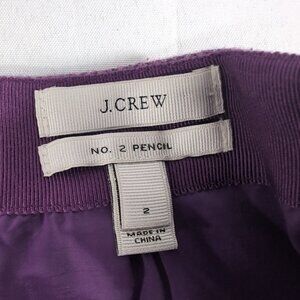 J.CREW
NO. 2 PENCIL
2
MADE IN
CHINA